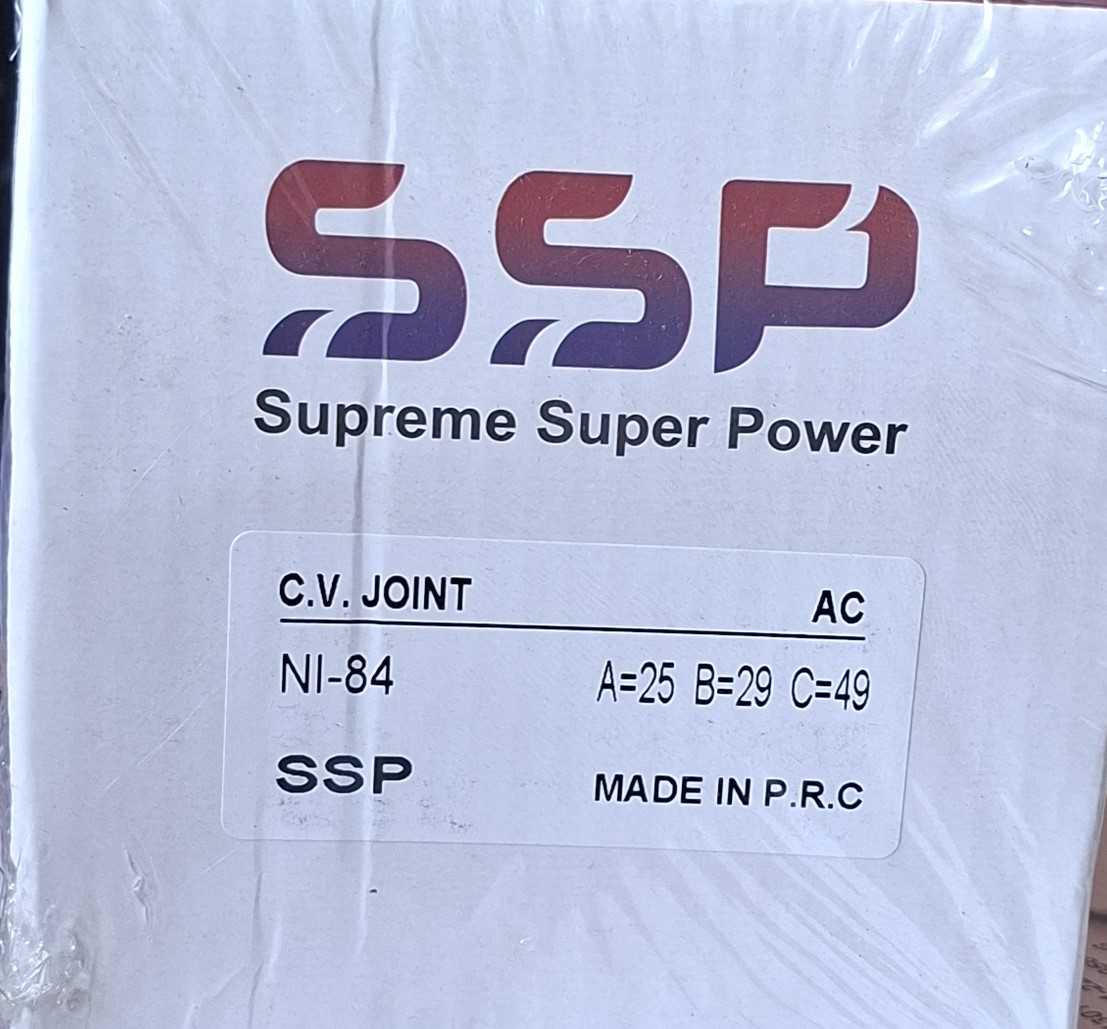 SSP
Supreme Super Power
C.V. JOINT AC
NI-84 A=25 B=29 C=49
SSP MADE IN P.R.C